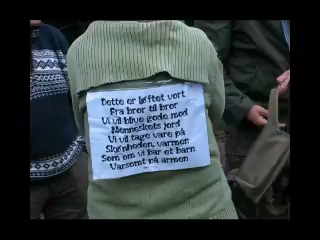 Dette er løftet vort
Fra bror til bror
Vi vil blive gode mod
Menneskets jord
Vi vil tage vare på
Skønheden, varmen
Som om vi bar et barn
Varsomt på armen